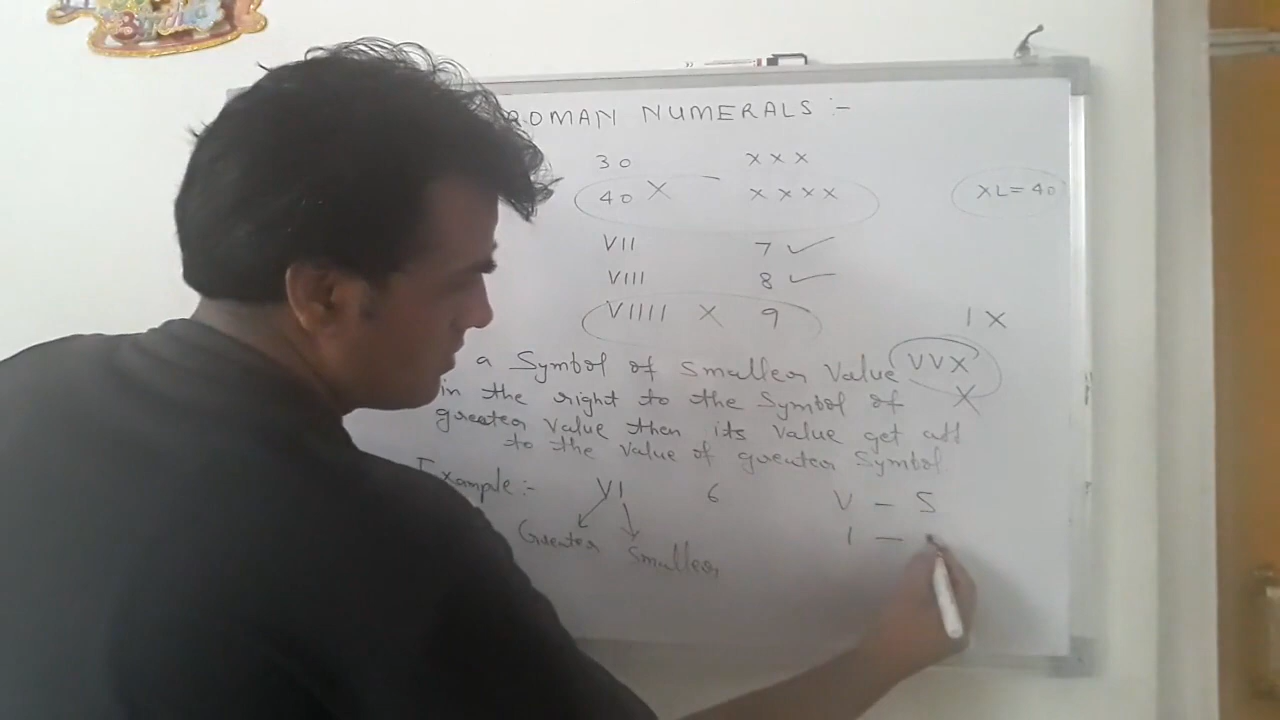 ROMAN NUMERALS :-
30 XXX
40 X XXXX XL=40
VII 7 ✓
VIII 8 ✓
VIIII X 9 IX
a Symbol of Smaller Value VVX
in the right to the Symbol of X
greater Value then its value get add
to the value of greater Symbol
Example:- VI 6 V - 5
Greater Smaller I -